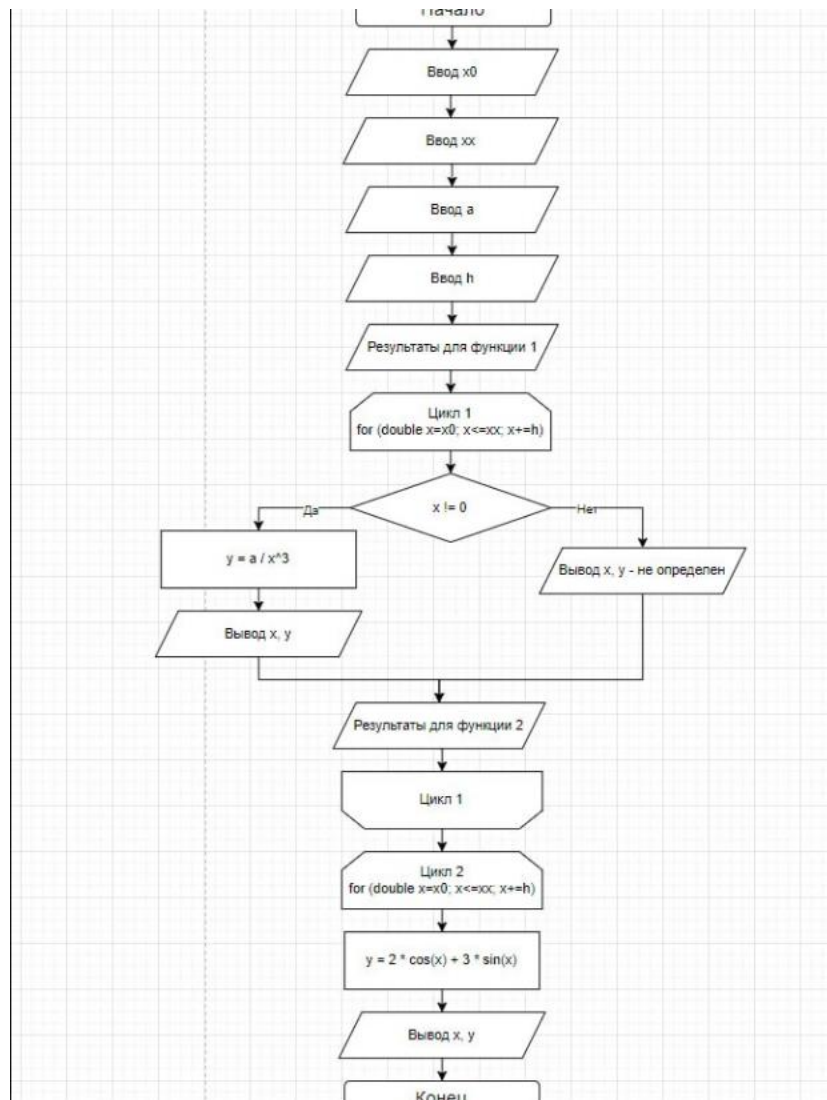 Начало
Ввод x0
Ввод xx
Ввод a
Ввод h
Результаты для функции 1
Цикл 1
for (double x=x0; x<=xx; x+=h)
x != 0
Да
Нет
y = a / x^3
Вывод x, y - не определен
Вывод x, y
Результаты для функции 2
Цикл 1
Цикл 2
for (double x=x0; x<=xx; x+=h)
y = 2 * cos(x) + 3 * sin(x)
Вывод x, y
Конец